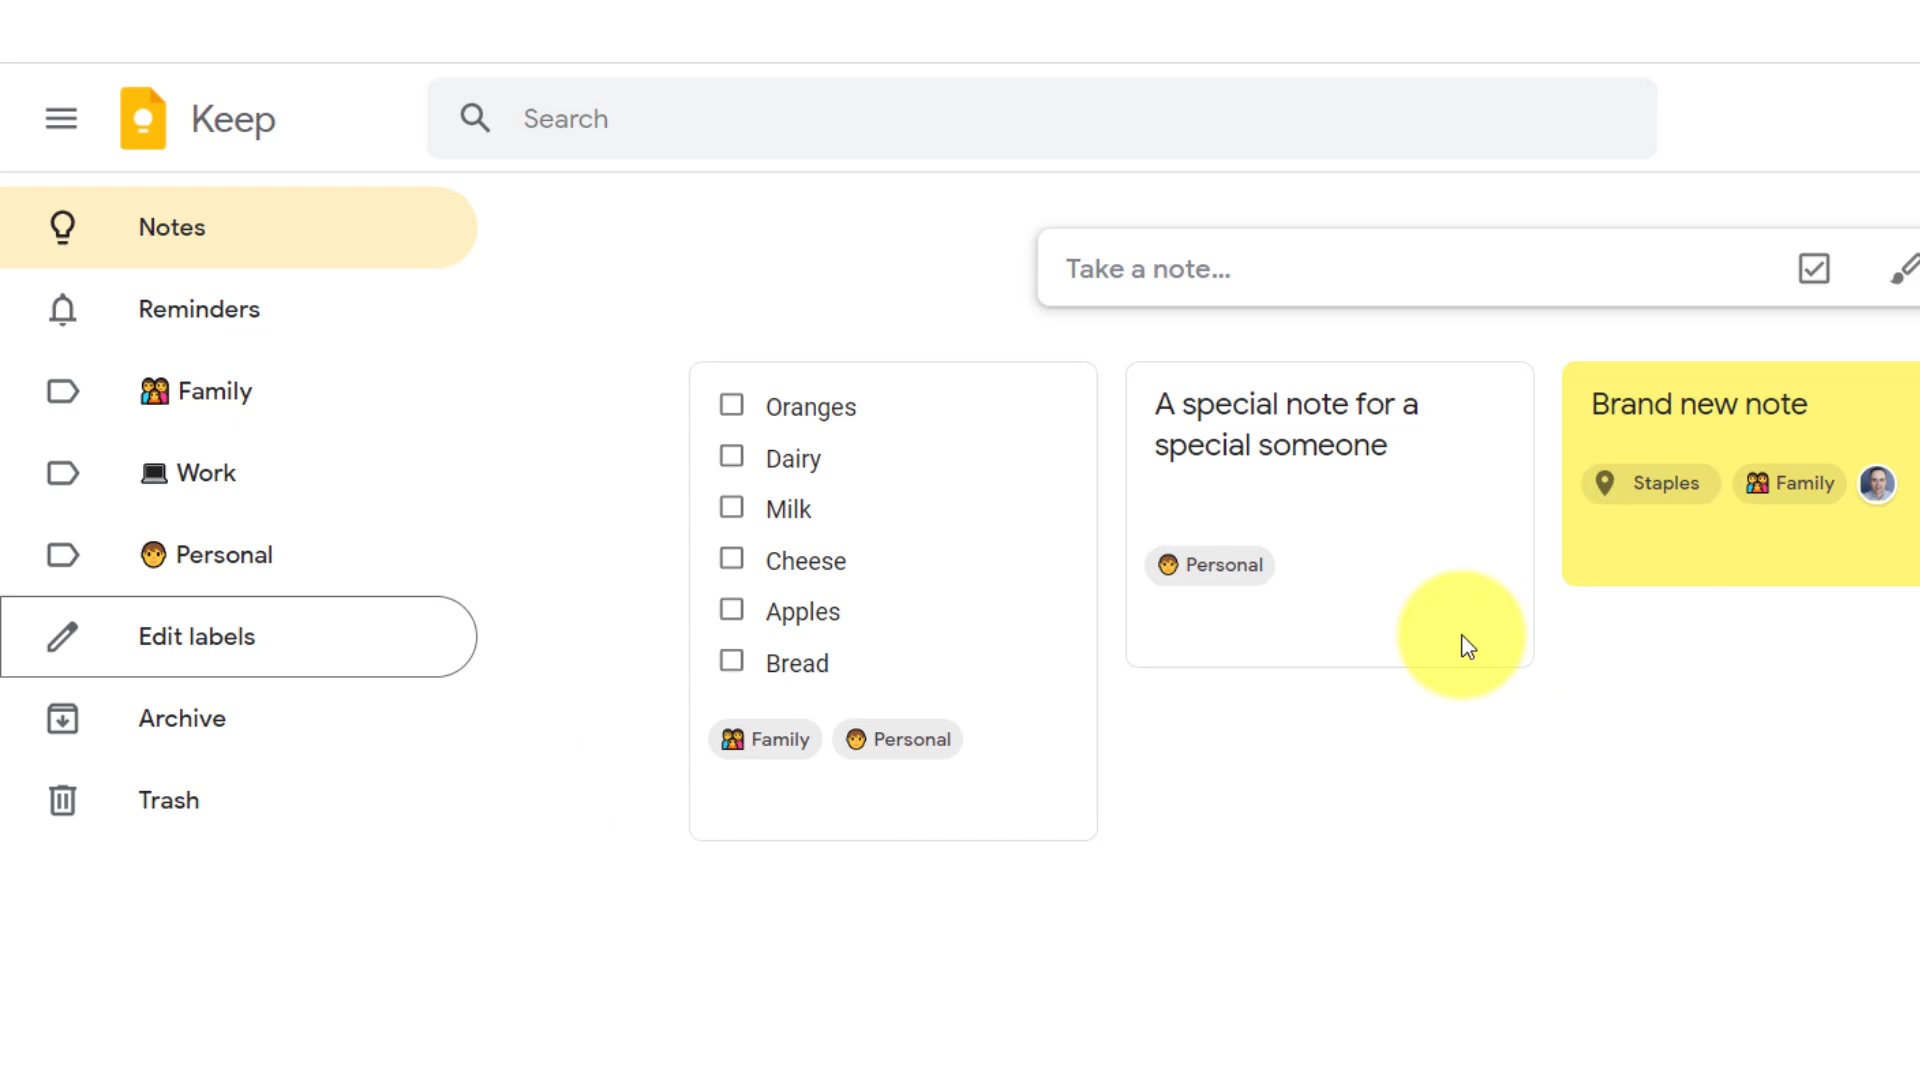 Keep
Search
Notes
Reminders
Family
Work
Personal
Edit labels
Archive
Trash
Take a note...
Oranges
Dairy
Milk
Cheese
Apples
Bread
Family
Personal
A special note for a
special someone
Personal
Brand new note
Staples
Family